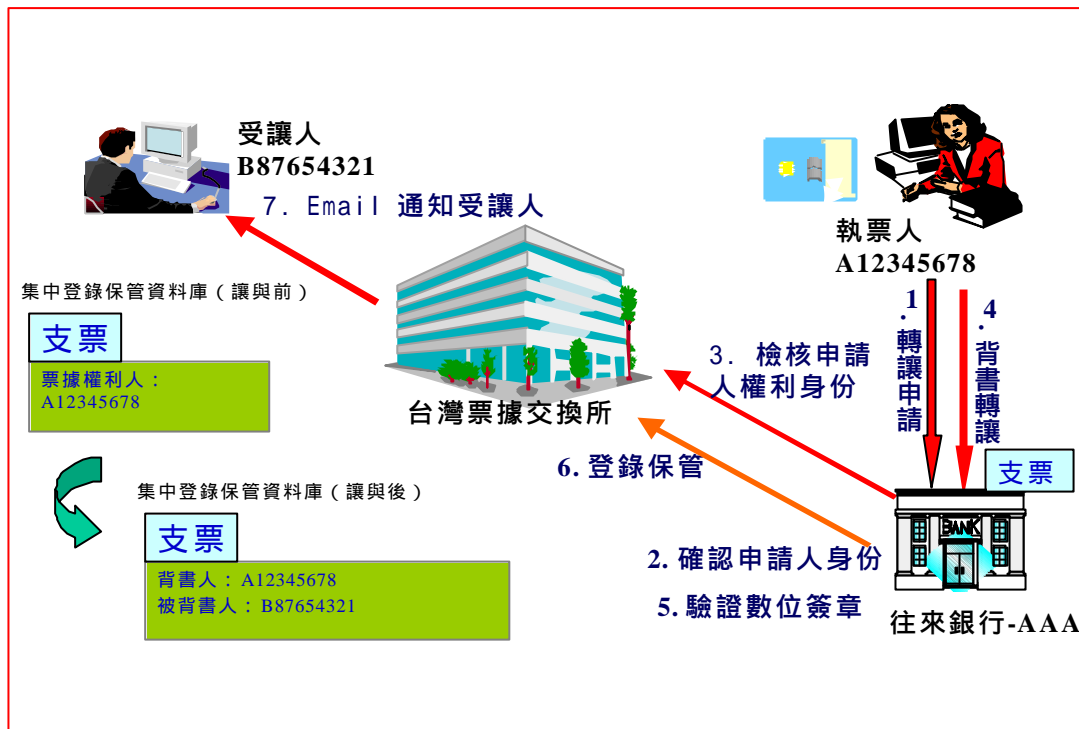 受讓人
B87654321
7. Email 通知受讓人
執票人
A12345678
集中登錄保管資料庫（讓與前）
支票
票據權利人：
A12345678
台灣票據交換所
3. 檢核申請
人權利身份
1.轉讓申請
4.背書轉讓
6.登錄保管
支票
BANK
集中登錄保管資料庫（讓與後）
支票
背書人：A12345678
被背書人：B87654321
2.確認申請人身份
5.驗證數位簽章
往來銀行-AAA